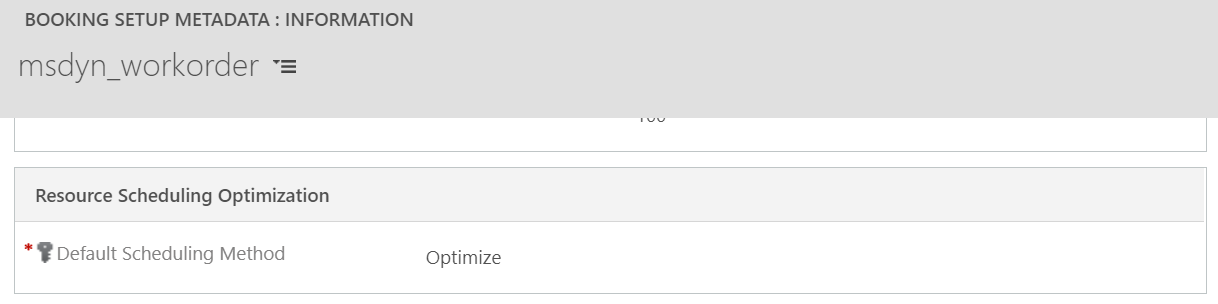 BOOKING SETUP METADATA : INFORMATION
msdyn_workorder
Resource Scheduling Optimization
* Default Scheduling Method
Optimize